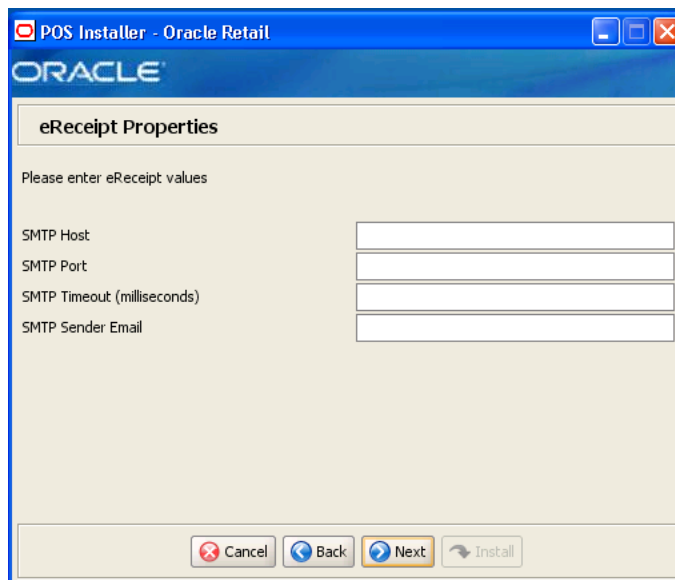 POS Installer - Oracle Retail
ORACLE
eReceipt Properties
Please enter eReceipt values
SMTP Host
SMTP Port
SMTP Timeout (milliseconds)
SMTP Sender Email
Cancel Back Next Install